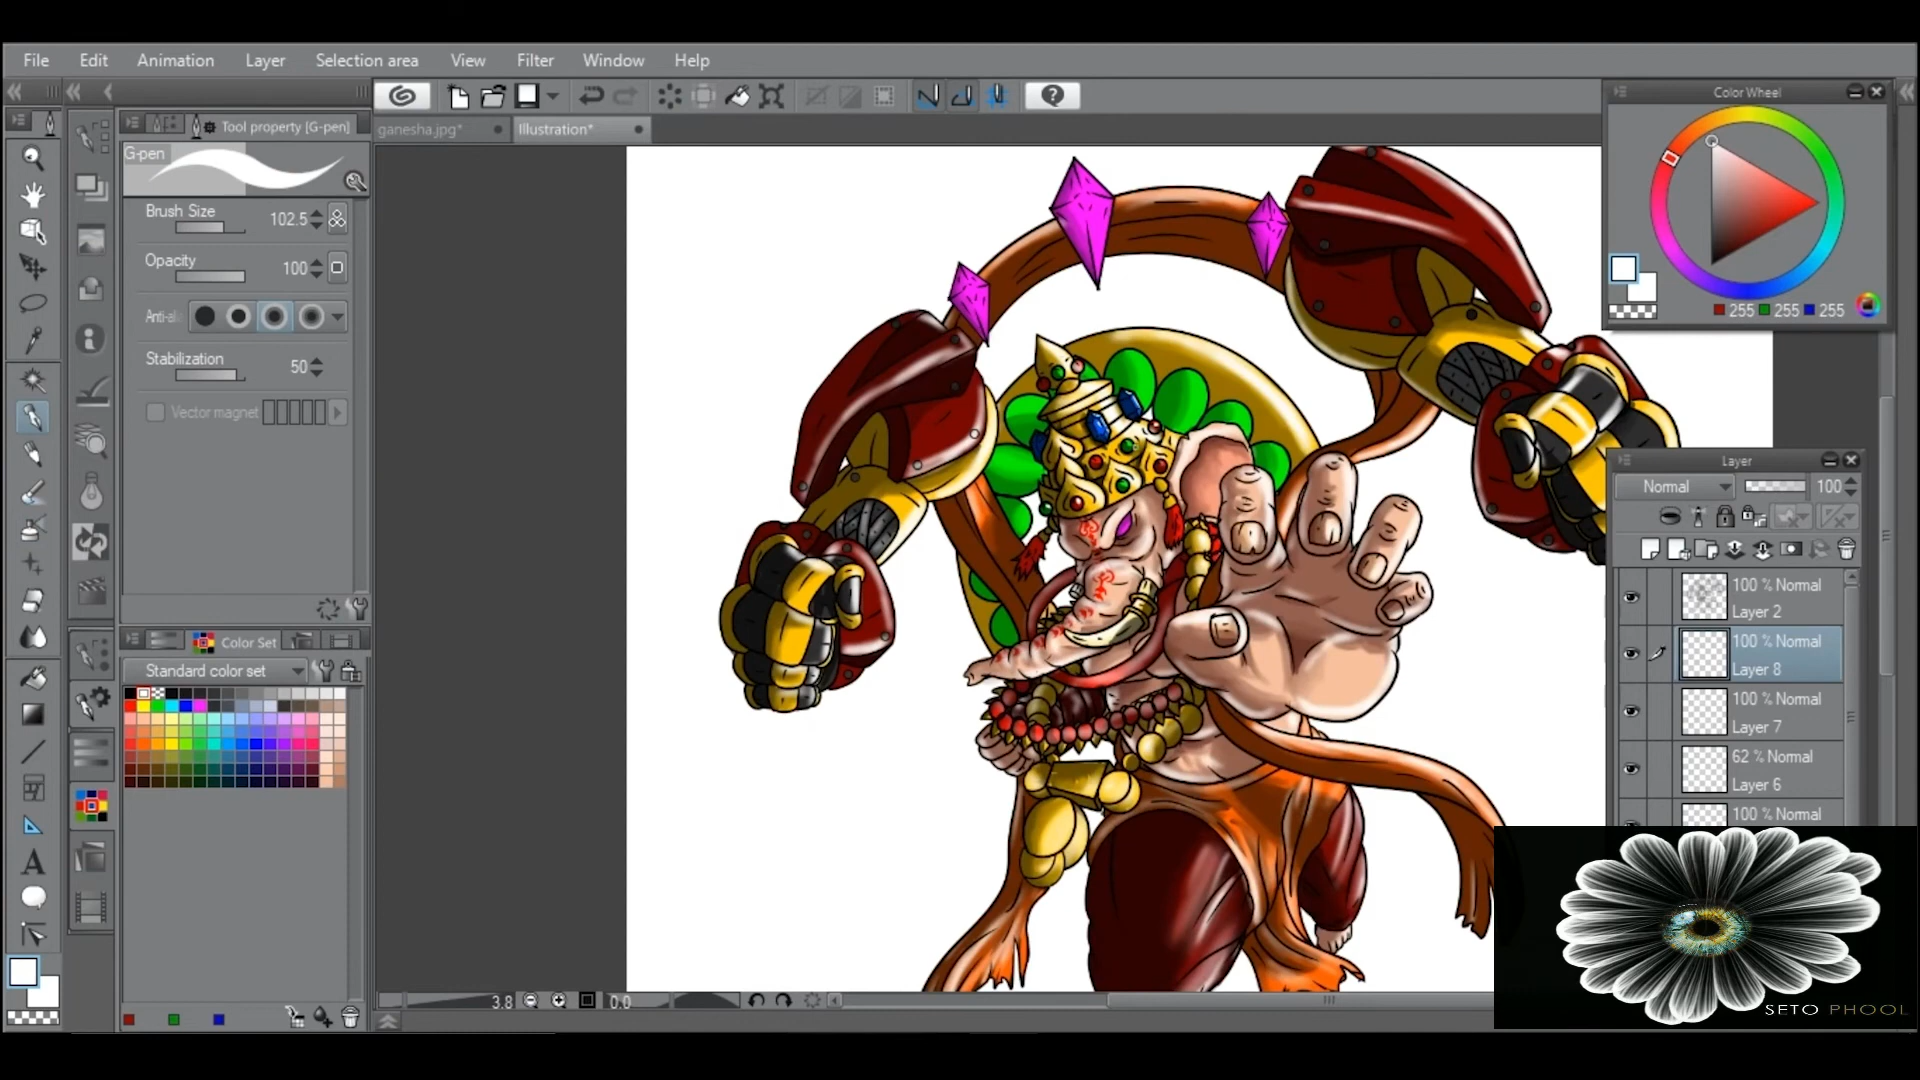 File Edit Animation Layer Selection area View Filter Window Help
Tool property [G-pen]
ganesha.jpg* Illustration*
Color Wheel
G-pen
Brush Size 102.5
Opacity 100
Stabilization 50
Vector magnet
255 255 255
Color Set
Standard color set
Layer
Normal 100
100 % Normal
Layer 2
100 % Normal
Layer 8
100 % Normal
Layer 7
62 % Normal
Layer 6
100 % Normal
A
3.8 0.0
SETO PHOOL